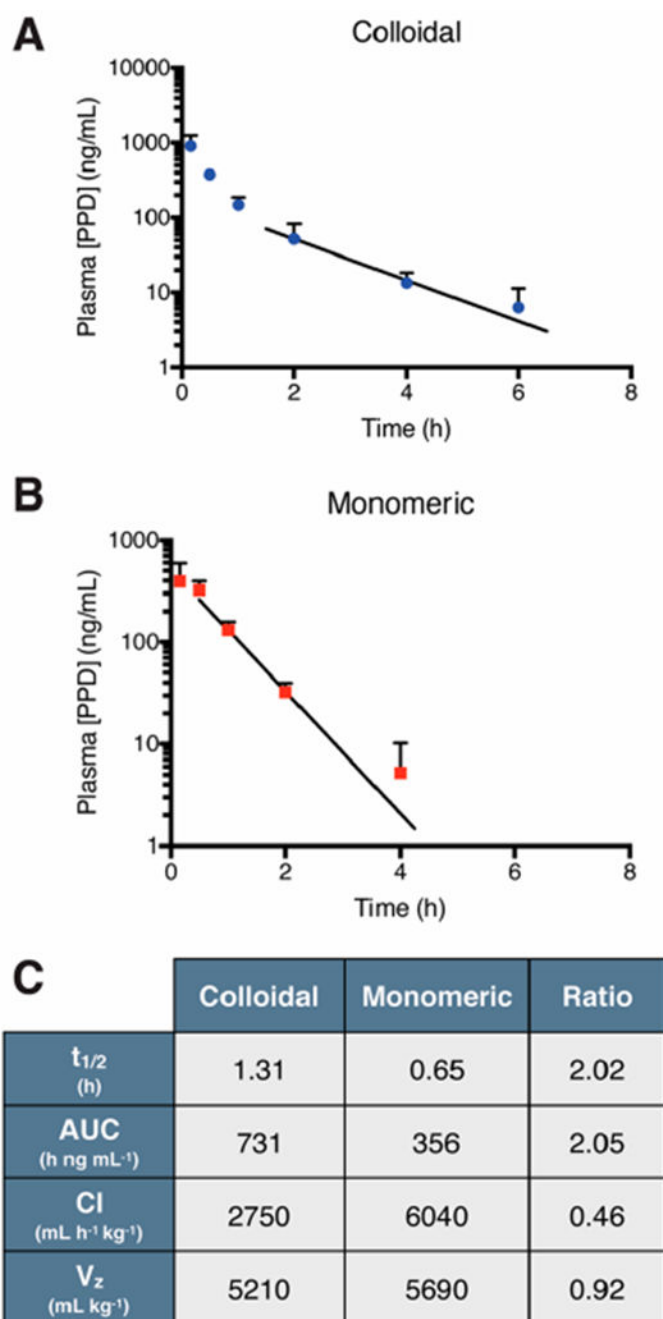 A
Colloidal
Plasma [PPD] (ng/mL)
10000
1000
100
10
1
0 2 4 6 8
Time (h)
B
Monomeric
Plasma [PPD] (ng/mL)
1000
100
10
1
0 2 4 6 8
Time (h)
C
Colloidal Monomeric Ratio
t1/2
(h)
1.31 0.65 2.02
AUC
(h ng mL-1)
731 356 2.05
Cl
(mL h-1 kg-1)
2750 6040 0.46
Vz
(mL kg-1)
5210 5690 0.92